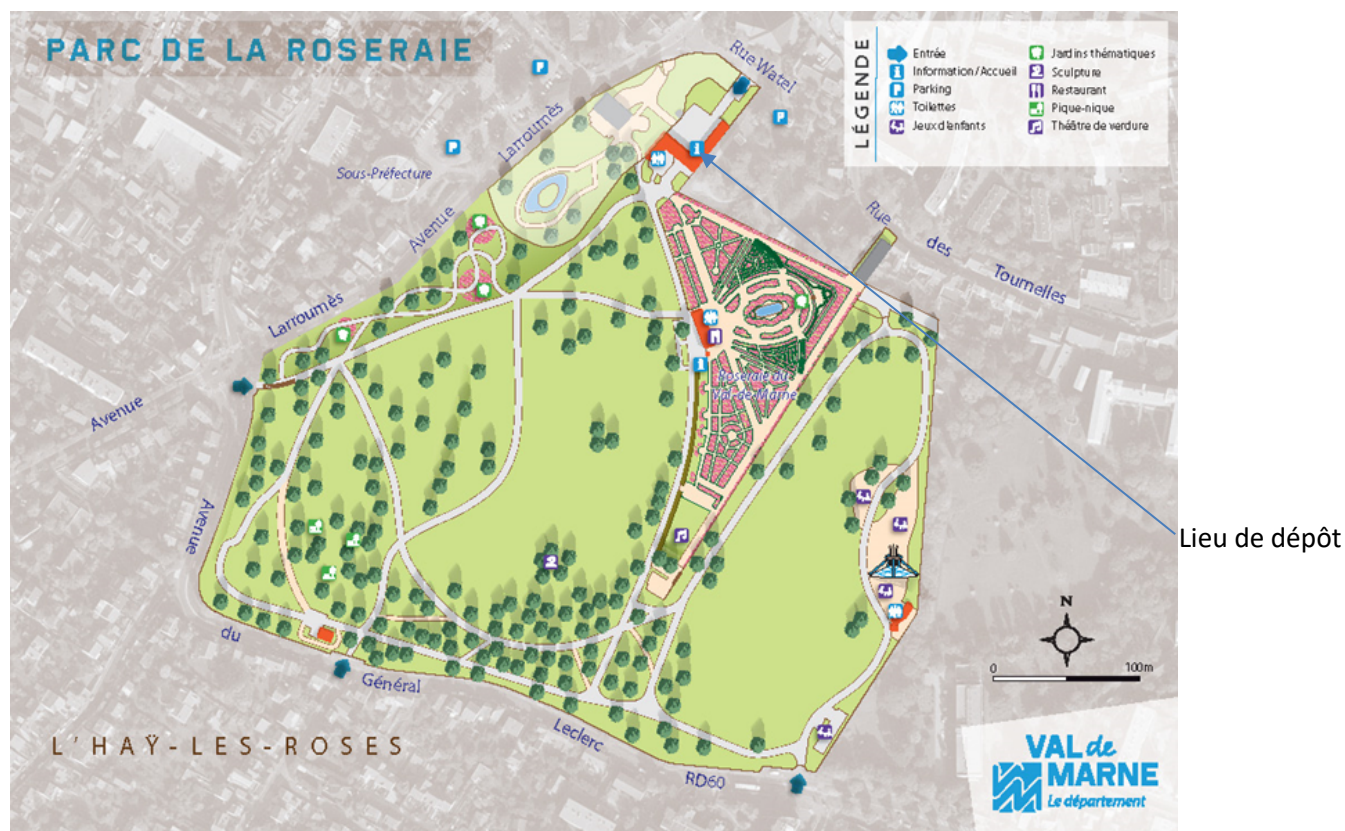 PARC DE LA ROSERAIE
Rue Watel
LÉGENDE
Entrée
Information/Accueil
Parking
Toilettes
Jeux d'enfants
Jardins thématiques
Sculpture
Restaurant
Pique-nique
Théâtre de verdure
Sous-Préfecture
Avenue Larroumès
Rue des Tournelles
Avenue Larroumès
Roseraie du
Val-de-Marne
Lieu de dépôt
Avenue du Général Leclerc RD60
N
0 100m
L'HAŸ-LES-ROSES
VAL de
MARNE
Le département